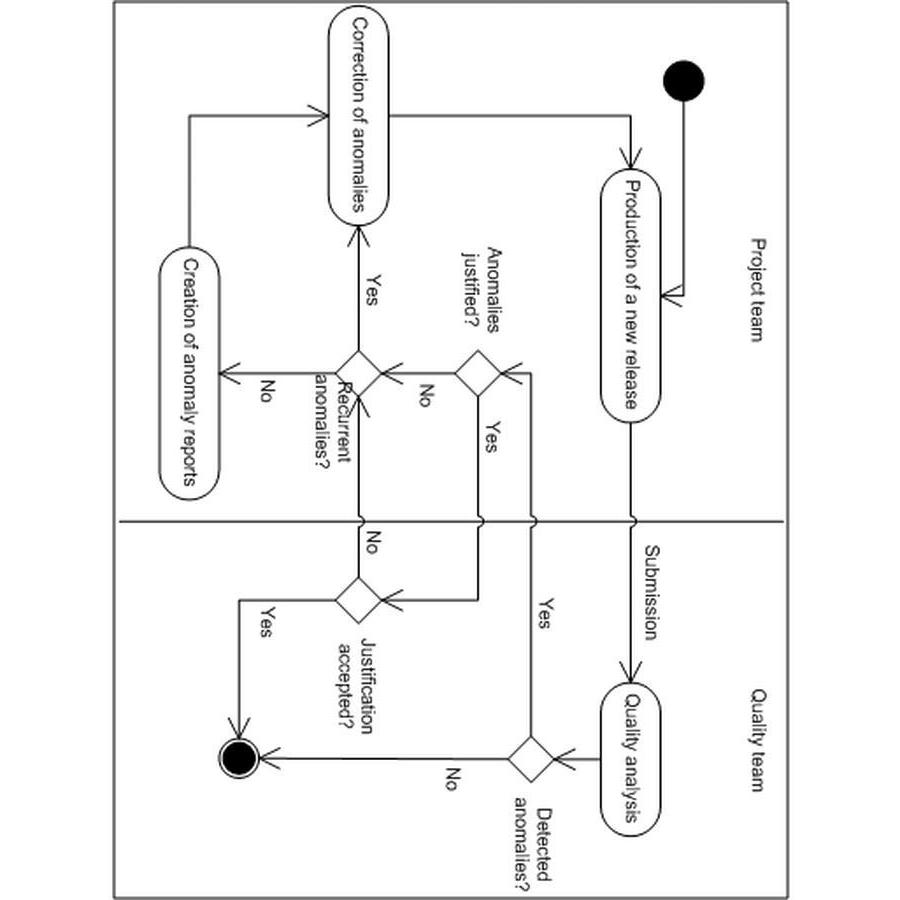 Project team
Quality team
Production of a new release
Submission
Quality analysis
Detected
anomalies?
Yes
No
Anomalies
justified?
Yes
No
Justification
accepted?
No
Yes
Recurrent
anomalies?
Yes
No
Correction of anomalies
Creation of anomaly reports